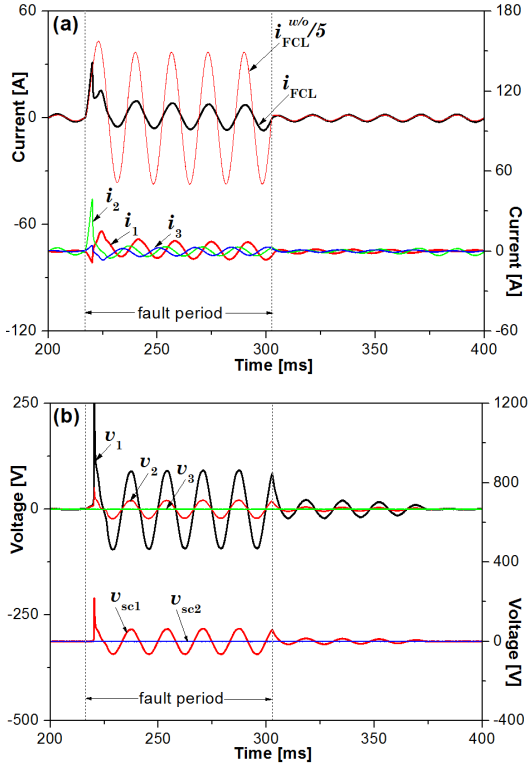 (a)
60
0
-60
-120
Current [A]
180
120
60
0
-60
Current [A]
i_FCL^w/o/5
i_FCL
i_2
i_1
i_3
fault period
200
250
300
350
400
Time [ms]
(b)
250
0
-250
-500
Voltage [V]
1200
800
400
0
-400
Voltage [V]
v_1
v_2
v_3
v_sc1
v_sc2
fault period
200
250
300
350
400
Time [ms]